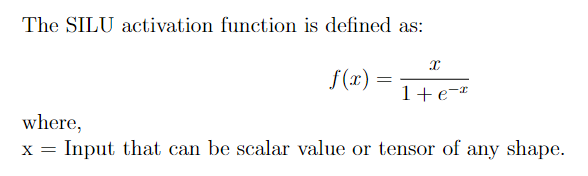 The SILU activation function is defined as:
f(x) = x / (1 + e^{-x})
where,
x = Input that can be scalar value or tensor of any shape.